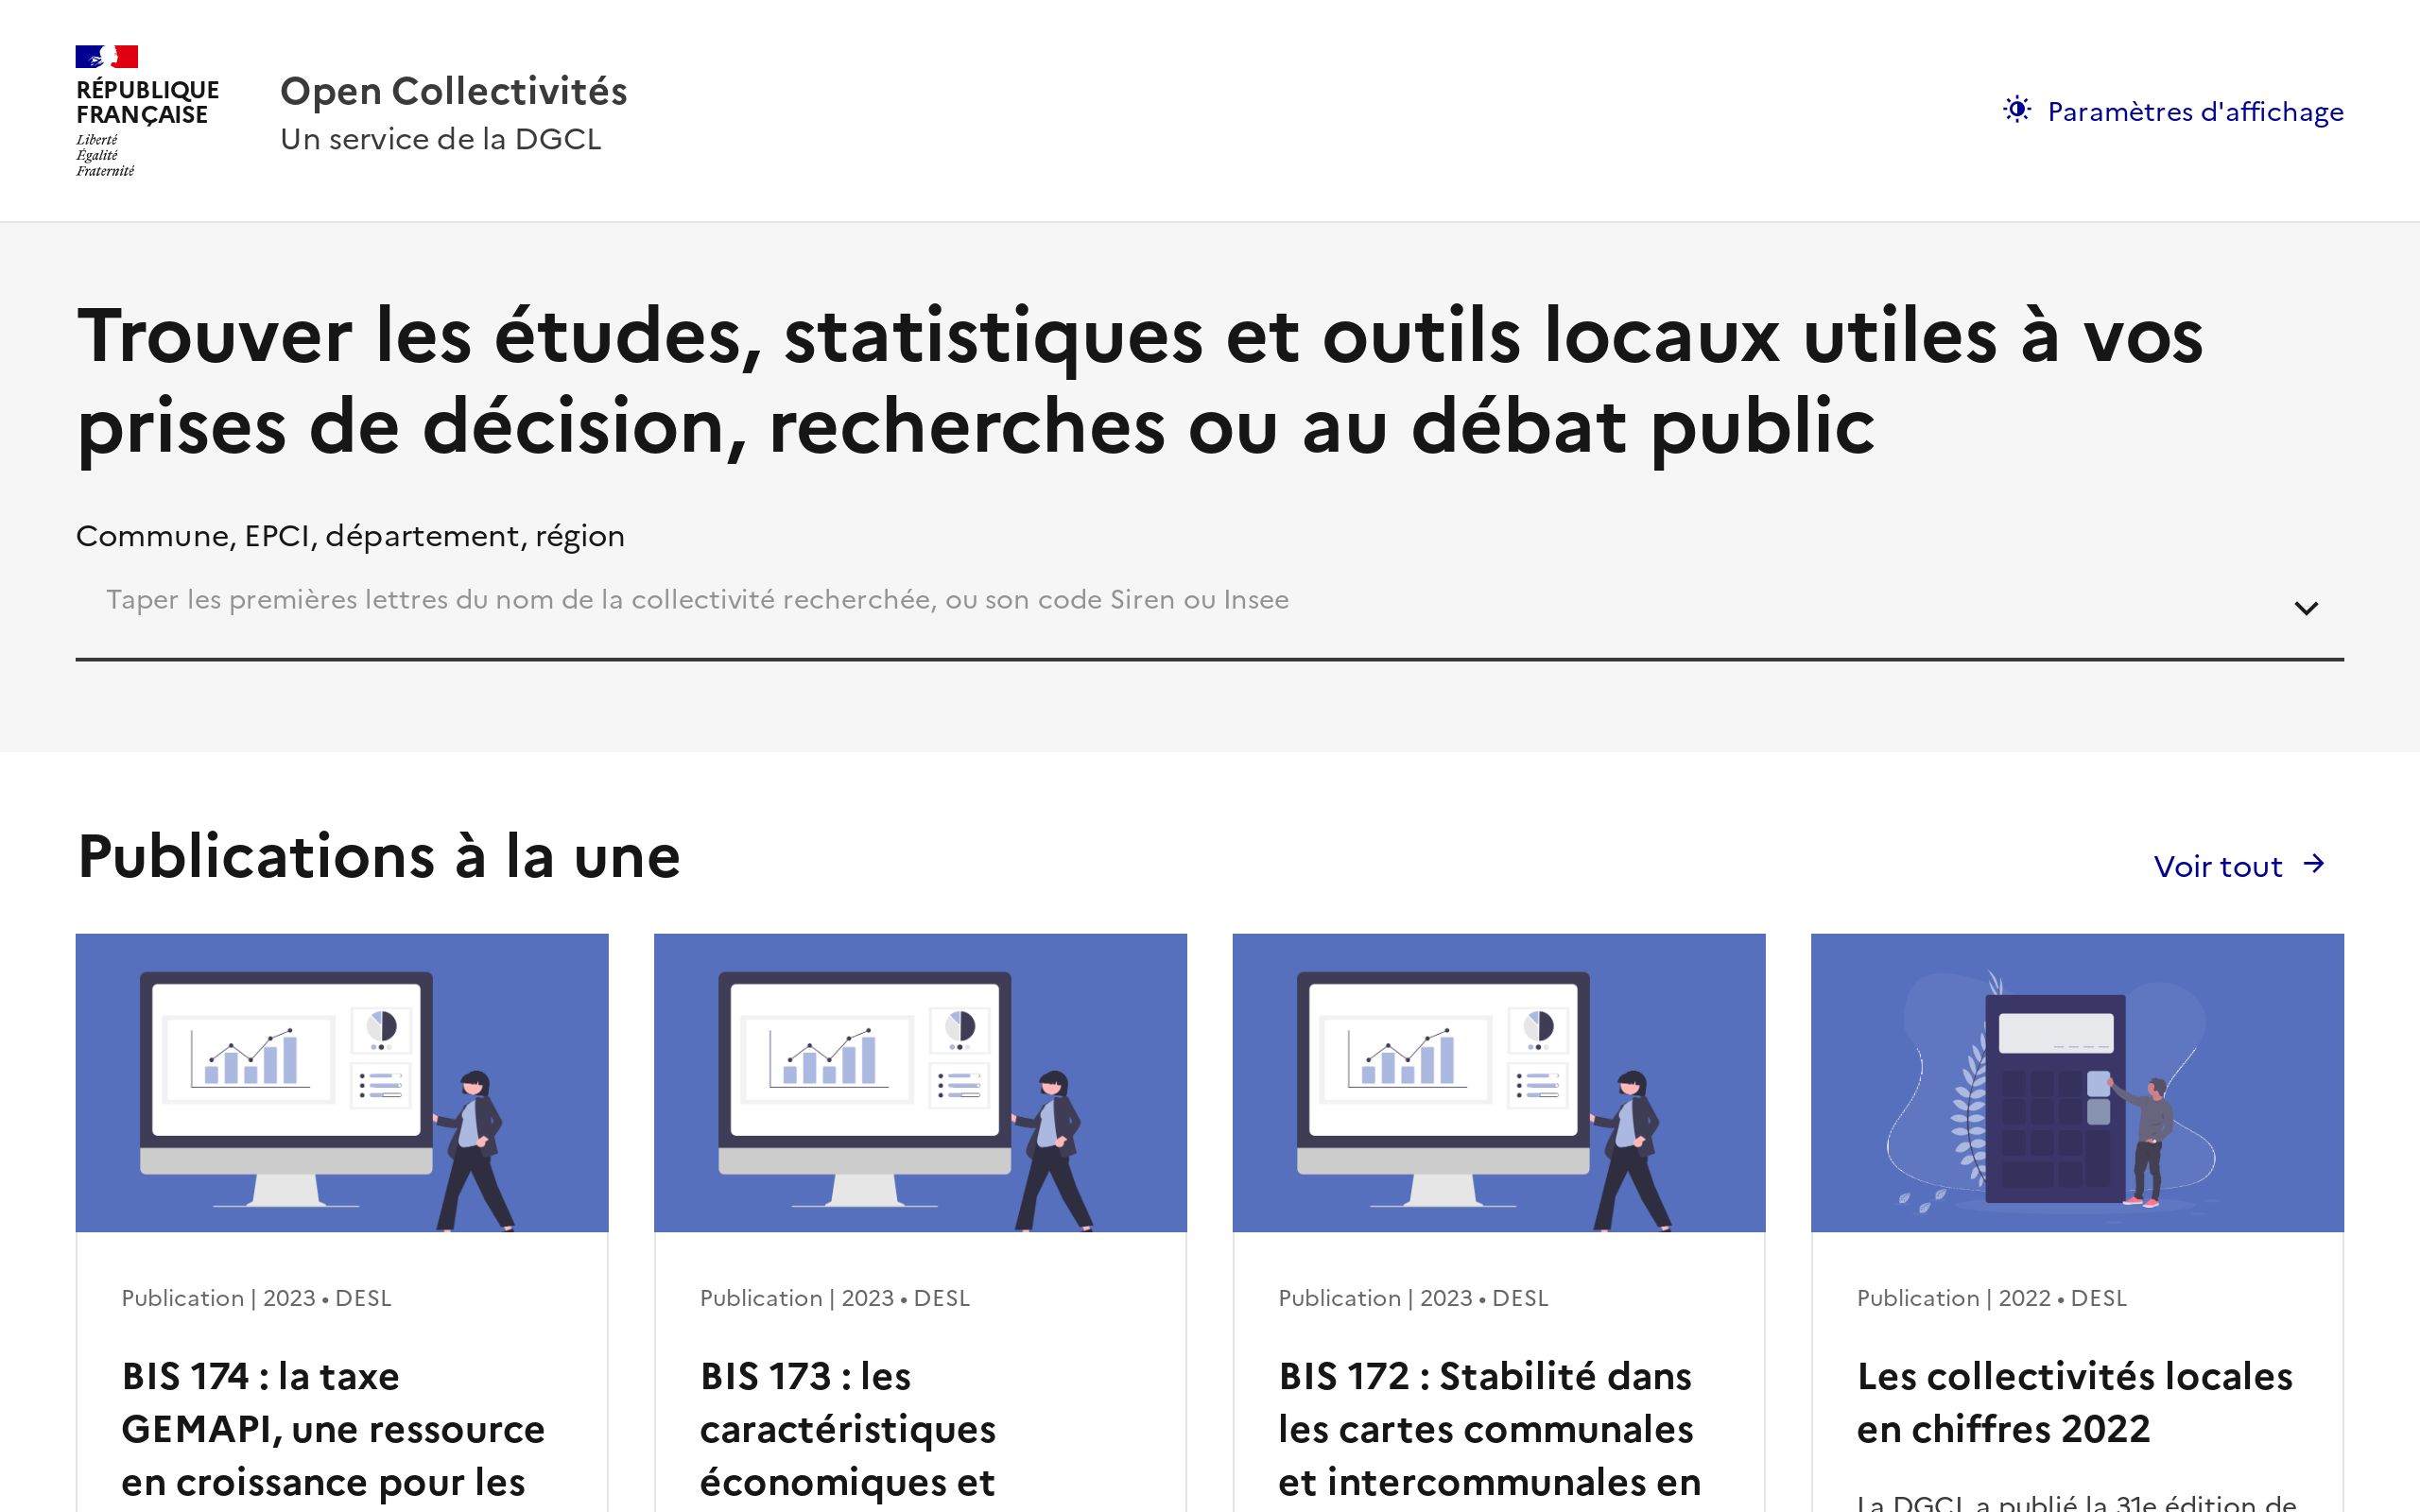 RÉPUBLIQUE
FRANÇAISE
Liberté
Égalité
Fraternité
Open Collectivités
Un service de la DGCL
Paramètres d'affichage
Trouver les études, statistiques et outils locaux utiles à vos
prises de décision, recherches ou au débat public
Commune, EPCI, département, région
Taper les premières lettres du nom de la collectivité recherchée, ou son code Siren ou Insee
Publications à la une
Voir tout
Publication | 2023 • DESL
BIS 174 : la taxe
GEMAPI, une ressource
en croissance pour les
Publication | 2023 • DESL
BIS 173 : les
caractéristiques
économiques et
Publication | 2023 • DESL
BIS 172 : Stabilité dans
les cartes communales
et intercommunales en
Publication | 2022 • DESL
Les collectivités locales
en chiffres 2022
La DGCL a publié la 31e édition de